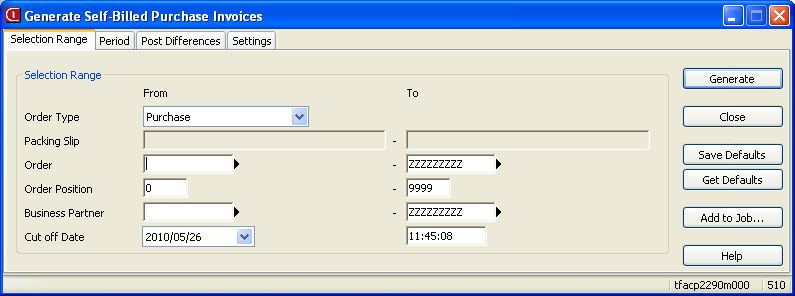 Generate Self-Billed Purchase Invoices
Selection Range Period Post Differences Settings
Selection Range
From To
Order Type Purchase
Packing Slip -
Order - ZZZZZZZZZ
Order Position 0 - 9999
Business Partner - ZZZZZZZZZ
Cut off Date 2010/05/26 11:45:08
Generate
Close
Save Defaults
Get Defaults
Add to Job...
Help
tfacp2290m000 510